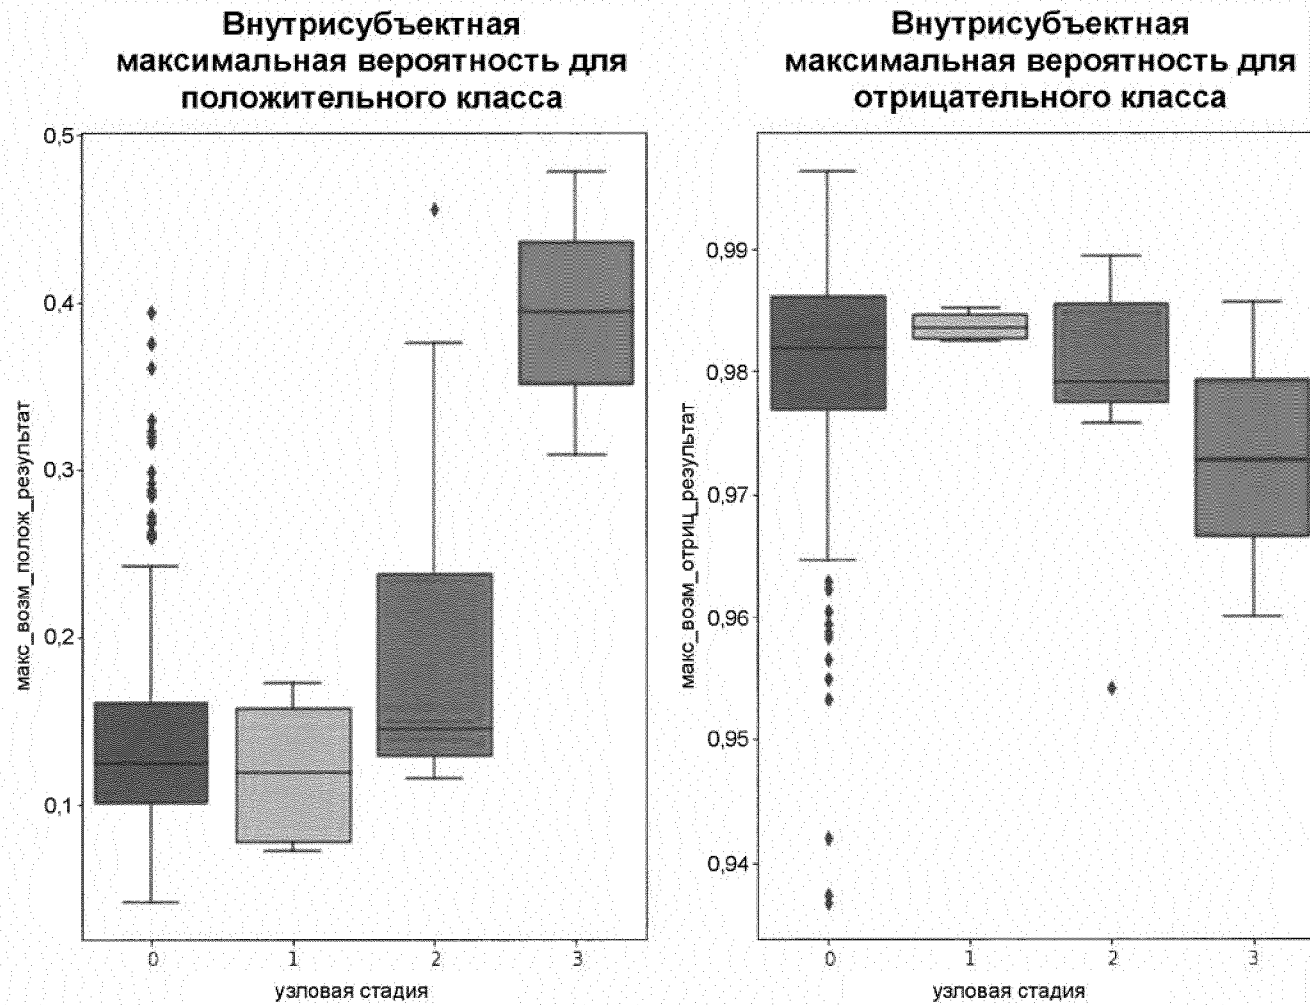 Внутрисубъектная
максимальная вероятность для
положительного класса
0,5
0,4
0,3
0,2
0,1
макс_возм_полож_результат
0 1 2 3
узловая стадия
Внутрисубъектная
максимальная вероятность для
отрицательного класса
0,99
0,98
0,97
0,96
0,95
0,94
макс_возм_отриц_результат
0 1 2 3
узловая стадия